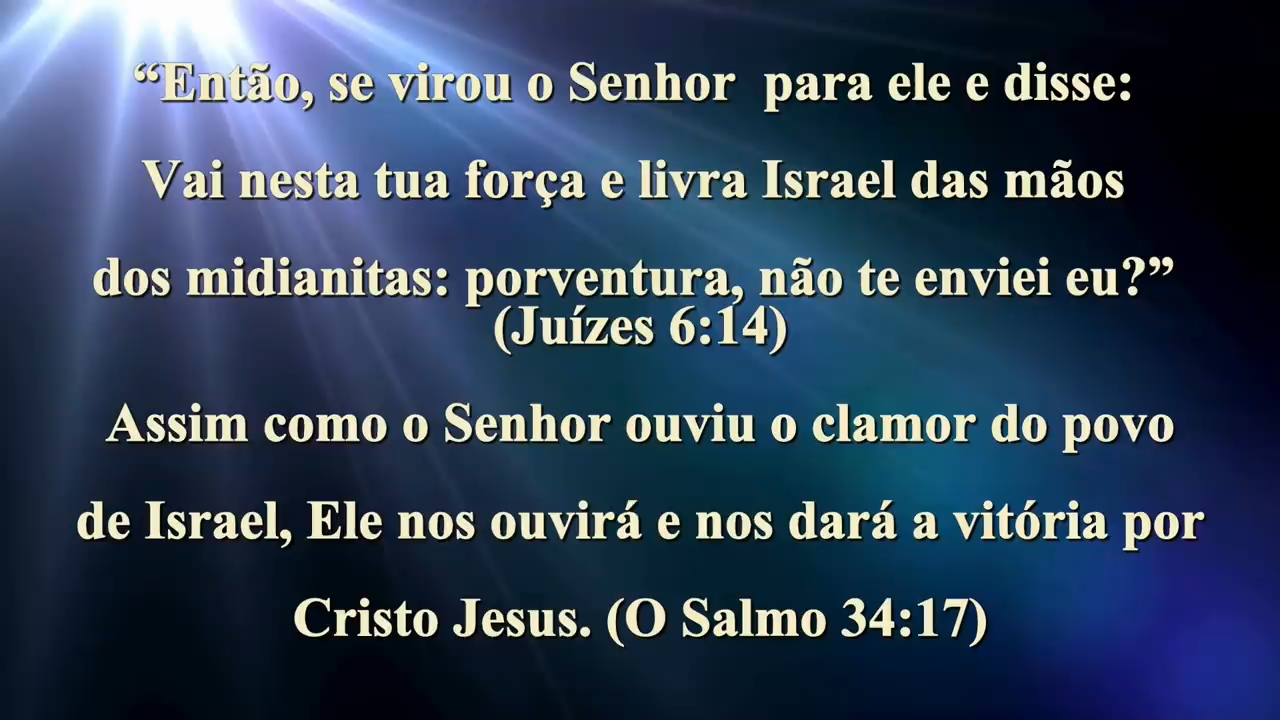 “Então, se virou o Senhor  para ele e disse:
Vai nesta tua força e livra Israel das mãos
dos midianitas: porventura, não te enviei eu?”
(Juízes 6:14)
Assim como o Senhor ouviu o clamor do povo
de Israel, Ele nos ouvirá e nos dará a vitória por
Cristo Jesus. (O Salmo 34:17)